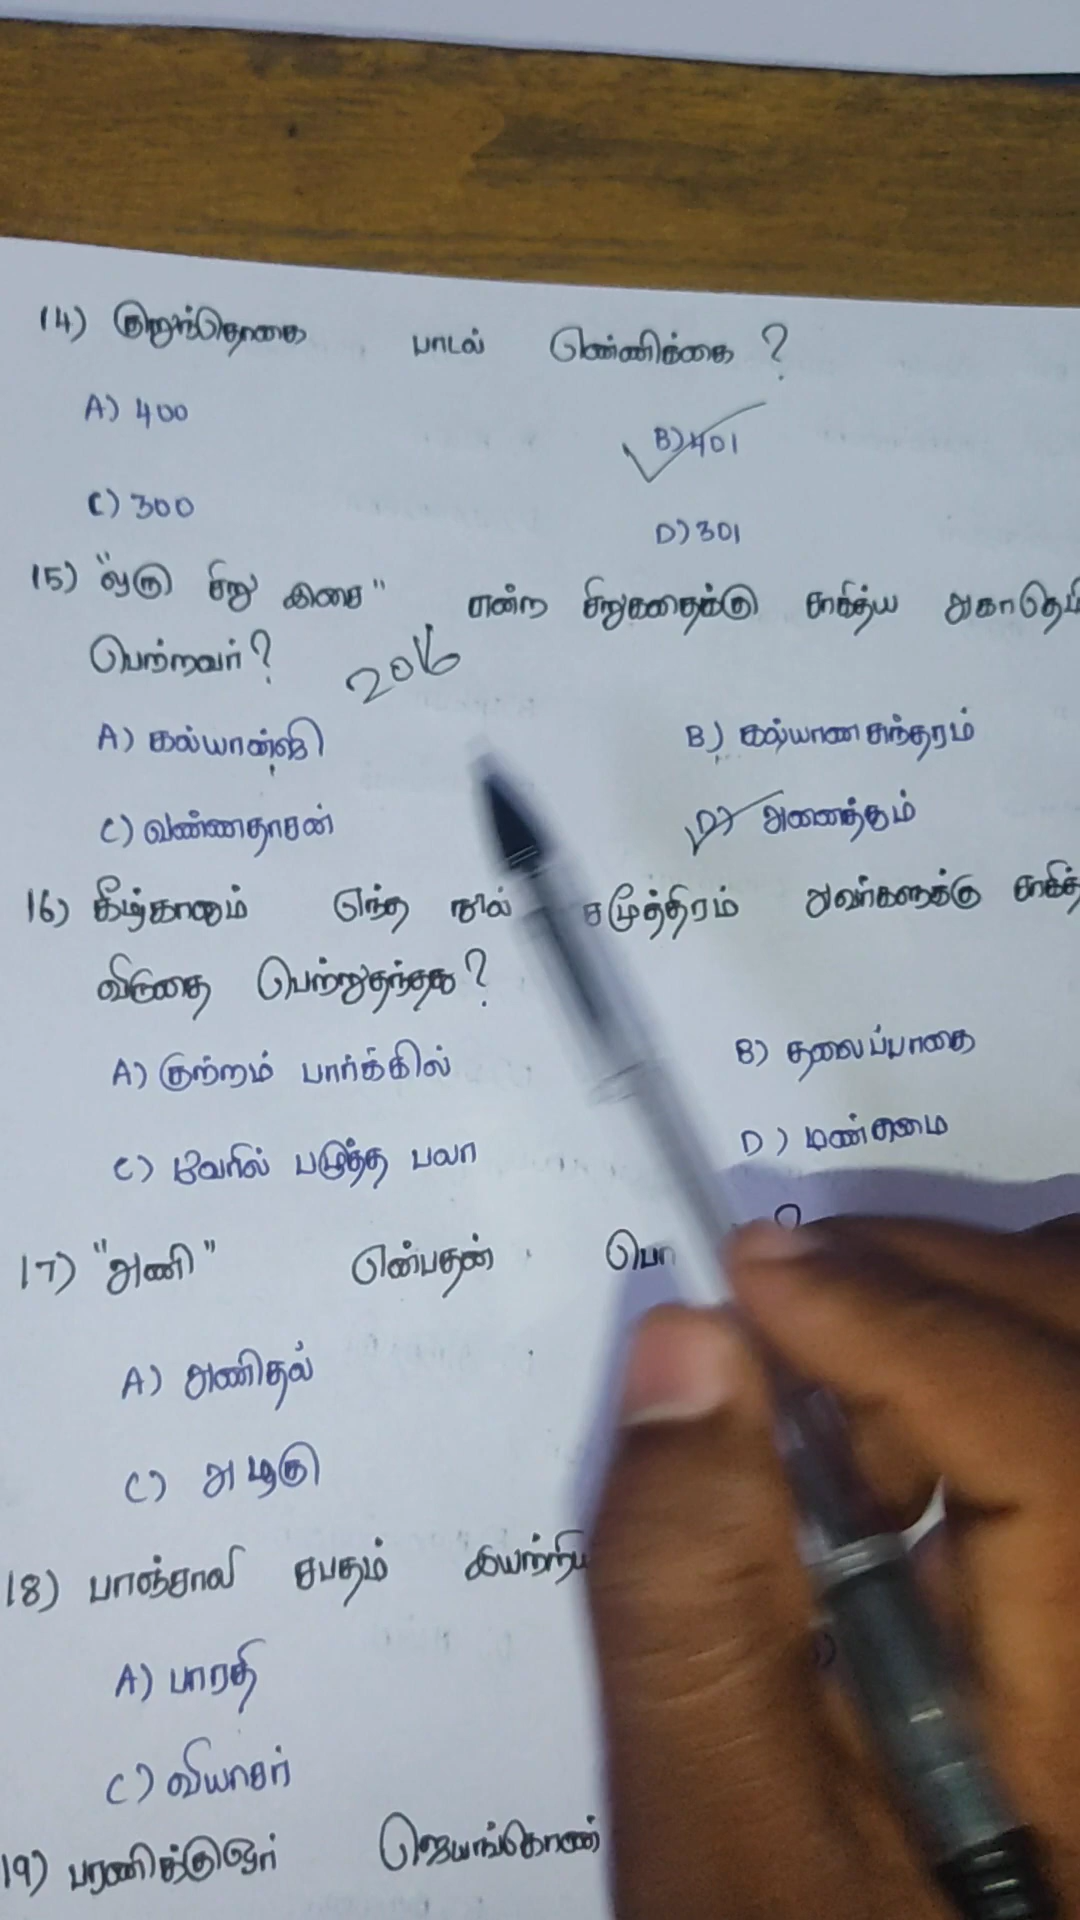 14) குறுந்தொகை பாடல் எண்ணிக்கை ?
A) 400
B) 401
C) 300
D) 301
15) "ஒரு சிறு இசை" என்ற சிறுகதைக்கு சாகித்ய அகாதெமி
பெற்றவர் ?
2016
A) கல்யான்ஜி
B) கல்யாண சுந்தரம்
C) வண்ணதாசன்
D) அனைத்தும்
16) கீழ்காணும் எந்த நூல் சமுத்திரம் அவர்களுக்கு சாகித்
விருதை பெற்றுதந்தது ?
A) குற்றம் பார்க்கில்
B) தலைப்பாகை
C) வேரில் பழுத்த பலா
D) மண்சுமை
17) "அணி" என்பதன் பொ
A) அணிதல்
C) அழகு
18) பாஞ்சாலி சபதம் இயற்றிய
A) பாரதி
C) வியாசர்
19) பரணிக்குஓர் ஜெயங்கொண்